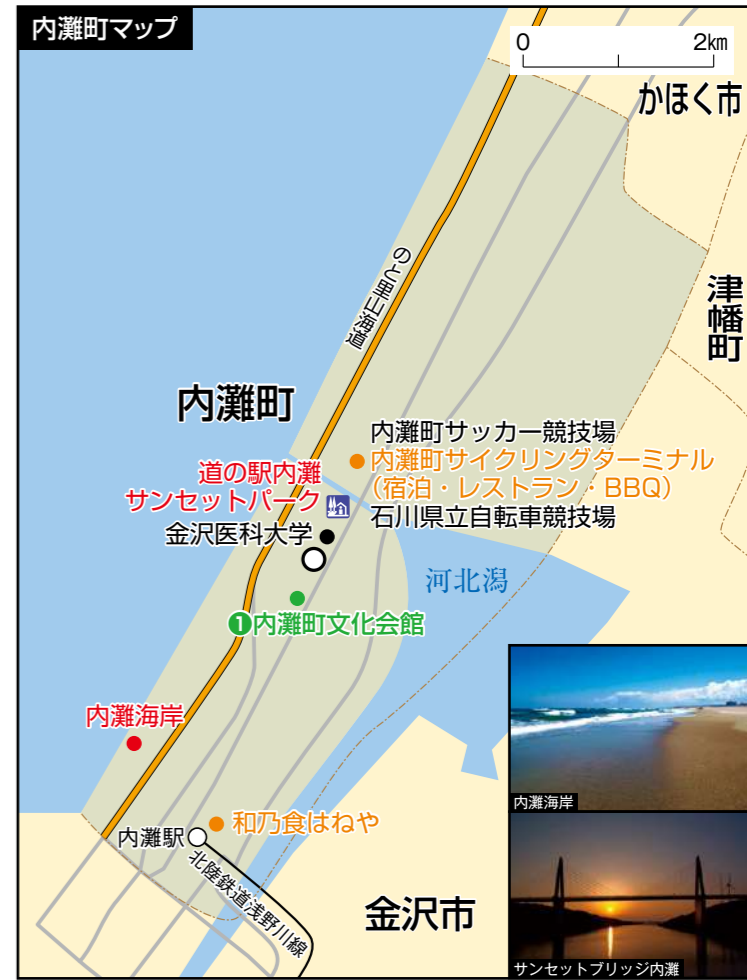 内灘町マップ
0 2km
かほく市
のと里山海道
津幡町
内灘町
内灘町サッカー競技場
内灘町サイクリングターミナル
(宿泊・レストラン・BBQ)
石川県立自転車競技場
道の駅内灘
サンセットパーク
金沢医科大学
河北潟
❶内灘町文化会館
内灘海岸
和乃食はねや
内灘駅
北陸鉄道浅野川線
金沢市
内灘海岸
サンセットブリッジ内灘